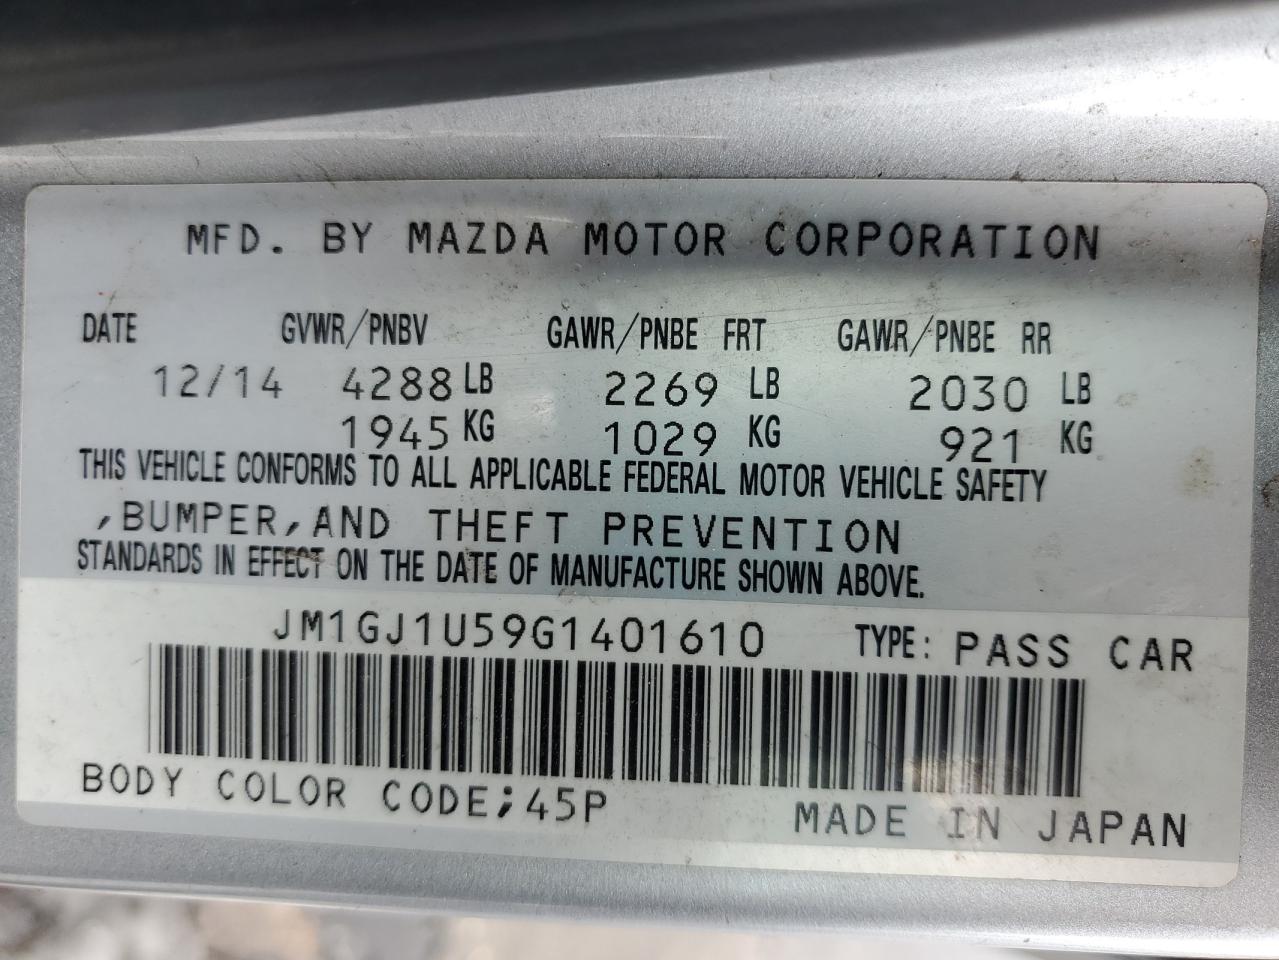 MFD. BY MAZDA MOTOR CORPORATION
DATE GVWR/PNBV GAWR/PNBE FRT GAWR/PNBE RR
12/14 4288 LB 2269 LB 2030 LB
1945 KG 1029 KG 921 KG
THIS VEHICLE CONFORMS TO ALL APPLICABLE FEDERAL MOTOR VEHICLE SAFETY
,BUMPER,AND THEFT PREVENTION
STANDARDS IN EFFECT ON THE DATE OF MANUFACTURE SHOWN ABOVE.
JM1GJ1U59G1401610 TYPE: PASS CAR
BODY COLOR CODE;45P MADE IN JAPAN